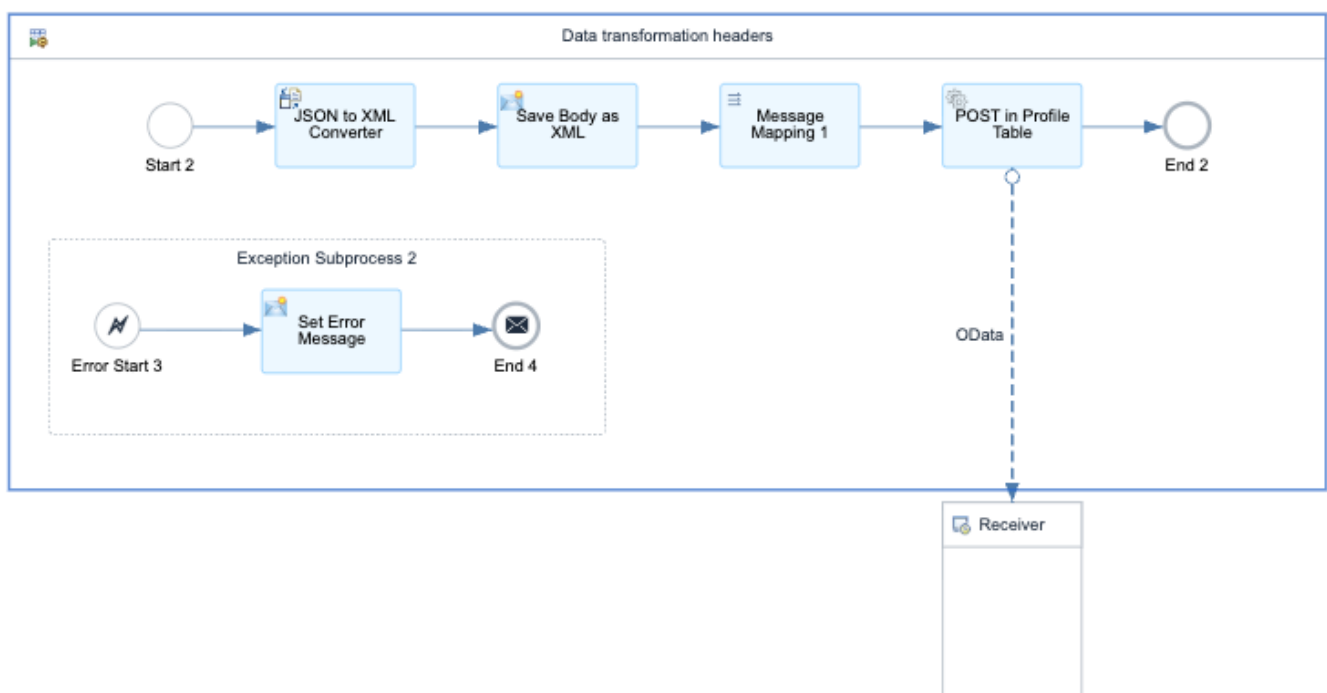 Data transformation headers
JSON to XML
Converter
Save Body as
XML
Message
Mapping 1
POST in Profile
Table
Start 2
End 2
Exception Subprocess 2
Set Error
Message
Error Start 3
End 4
OData
Receiver